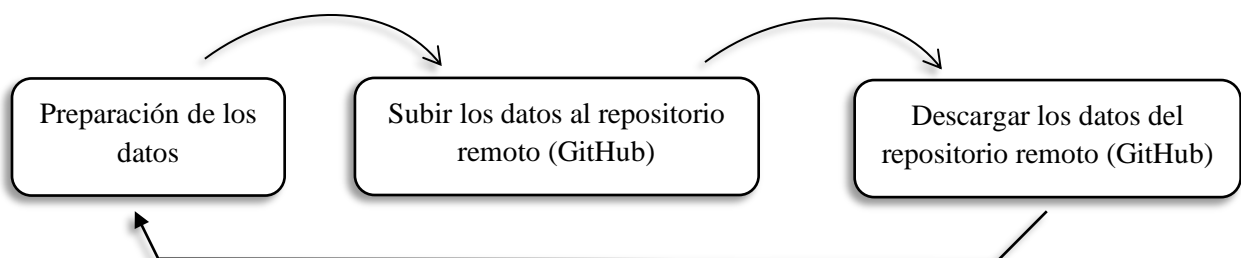 Preparación de los
datos
Subir los datos al repositorio
remoto (GitHub)
Descargar los datos del
repositorio remoto (GitHub)